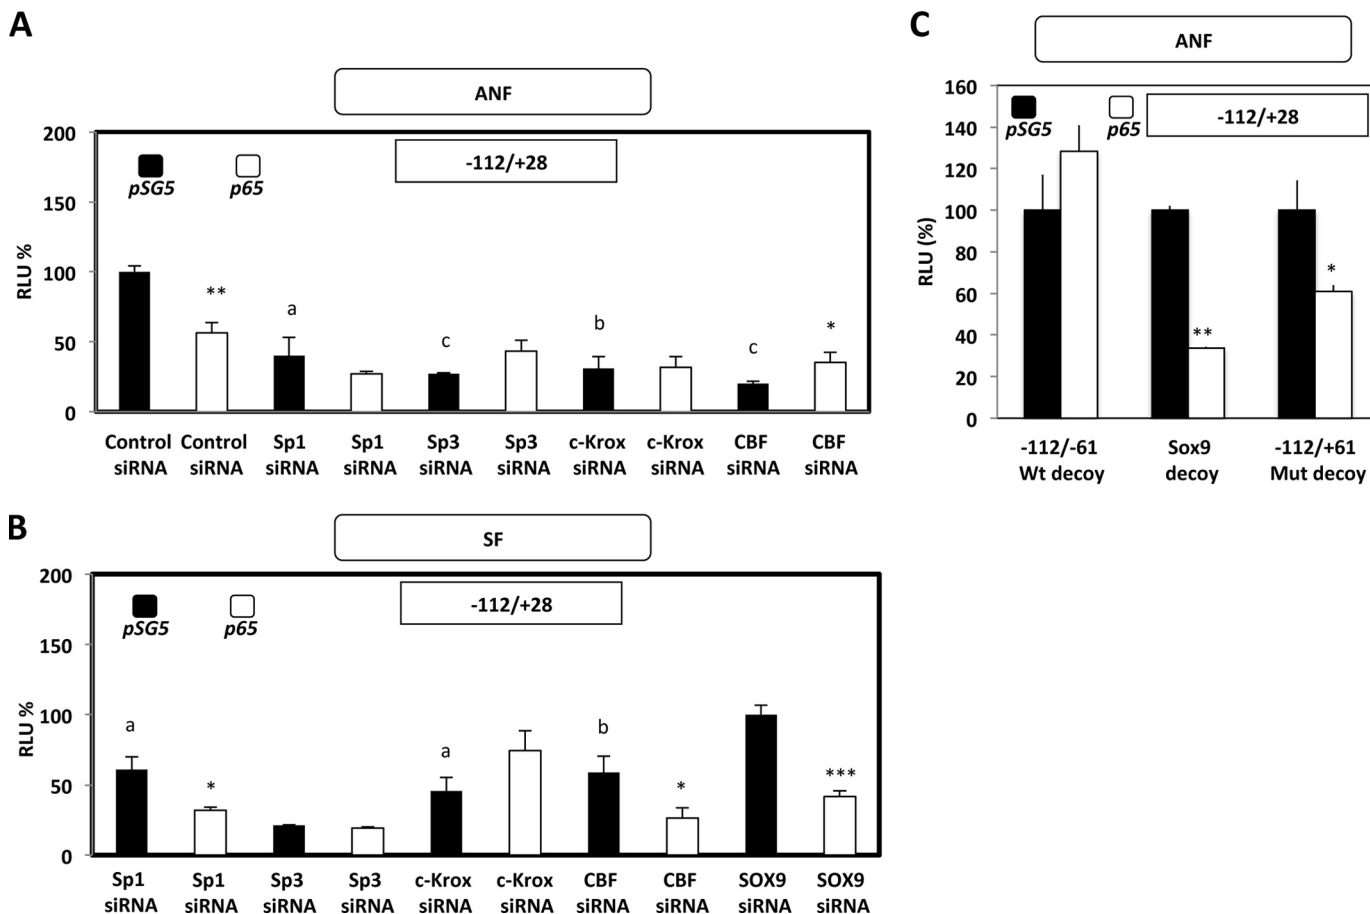 A
ANF
-112/+28
pSG5
p65
RLU %
200
150
100
50
0
**
a
c
b
c
*
Control siRNA
Control siRNA
Sp1 siRNA
Sp1 siRNA
Sp3 siRNA
Sp3 siRNA
c-Krox siRNA
c-Krox siRNA
CBF siRNA
CBF siRNA
B
SF
-112/+28
pSG5
p65
RLU %
200
150
100
50
0
a
*
a
b
*
***
Sp1 siRNA
Sp1 siRNA
Sp3 siRNA
Sp3 siRNA
c-Krox siRNA
c-Krox siRNA
CBF siRNA
CBF siRNA
SOX9 siRNA
SOX9 siRNA
C
ANF
-112/+28
pSG5
p65
RLU (%)
160
140
120
100
80
60
40
20
0
**
*
-112/-61
Wt decoy
Sox9
decoy
-112/+61
Mut decoy